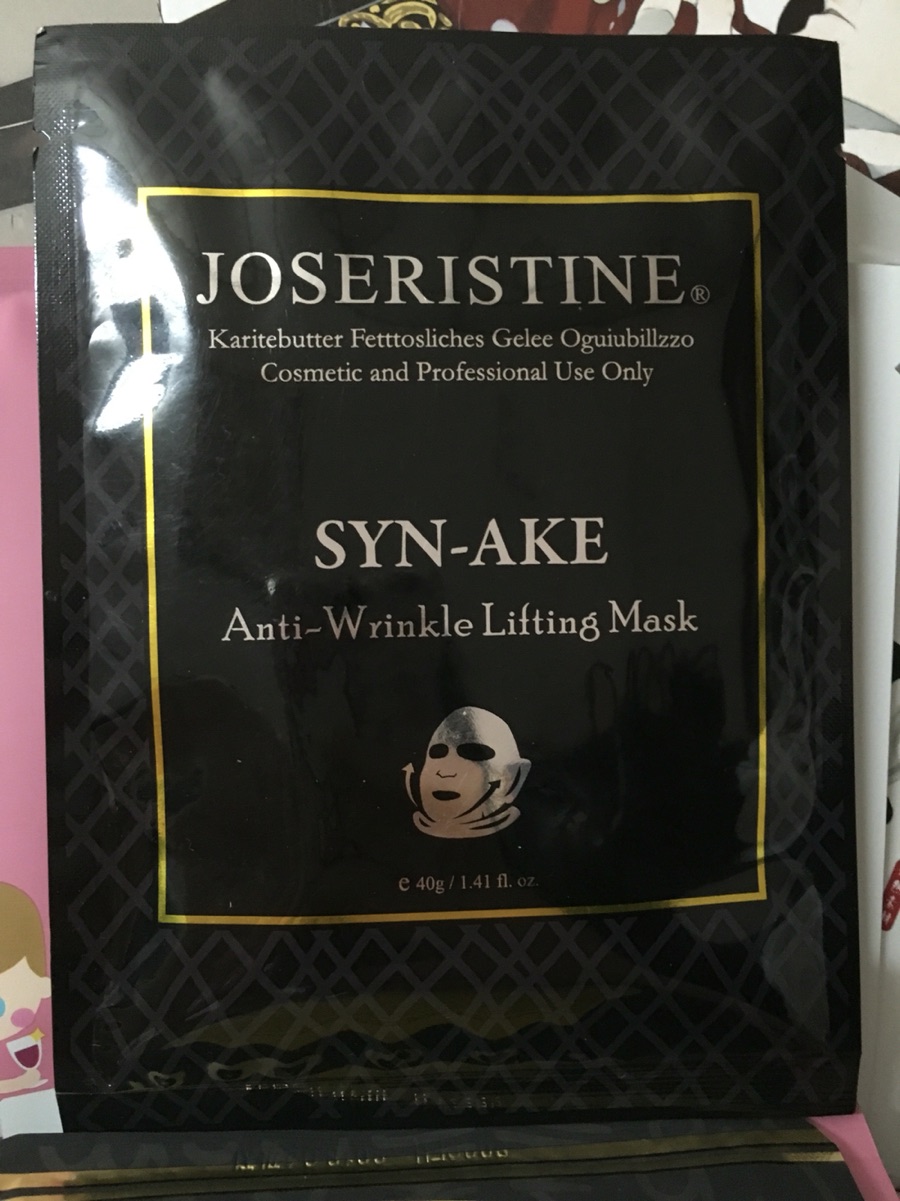 JOSERISTINE®
Karitebutter Fetttosliches Gelee Oguiubillzzo
Cosmetic and Professional Use Only
SYN-AKE
Anti-Wrinkle Lifting Mask
e 40g / 1.41 fl. oz.